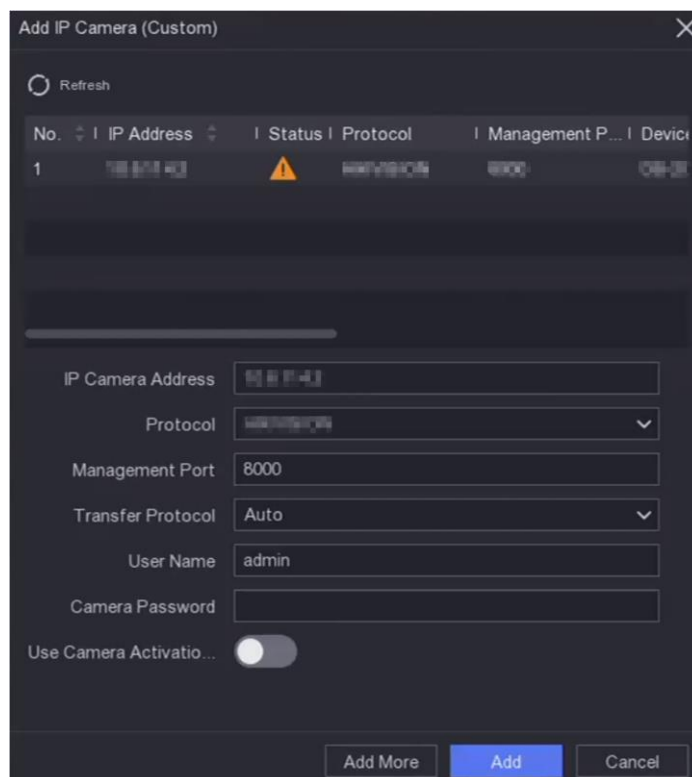 Add IP Camera (Custom)
Refresh
No. IP Address Status Protocol Management P... Device
1
IP Camera Address
Protocol
Management Port 8000
Transfer Protocol Auto
User Name admin
Camera Password
Use Camera Activatio...
Add More Add Cancel